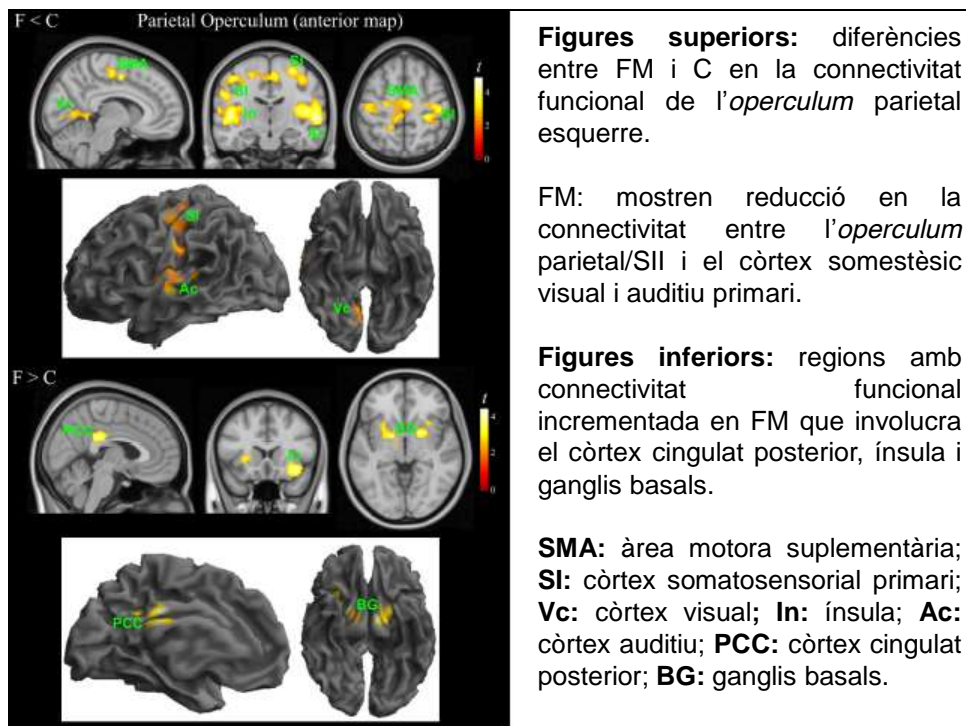 F < C Parietal Operculum (anterior map)
SMA
Vc
SI
In
SMA
SI
t
4
2
0
SI
Ac
Vc
F > C
PCC
In
BG
t
4
2
0
PCC
BG
Figures superiors: diferències
entre FM i C en la connectivitat
funcional de l'operculum parietal
esquerre.
FM: mostren reducció en la
connectivitat entre l'operculum
parietal/SII i el còrtex somestèsic
visual i auditiu primari.
Figures inferiors: regions amb
connectivitat funcional
incrementada en FM que involucra
el còrtex cingulat posterior, ínsula i
ganglis basals.
SMA: àrea motora suplementària;
SI: còrtex somatosensorial primari;
Vc: còrtex visual; In: ínsula; Ac:
còrtex auditiu; PCC: còrtex cingulat
posterior; BG: ganglis basals.